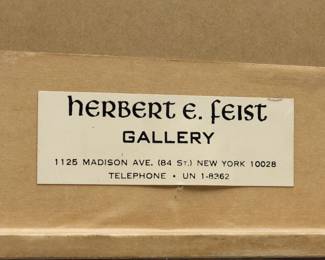 herbert e. feist
GALLERY
1125 MADISON AVE. (84 ST.) NEW YORK 10028
TELEPHONE • UN 1-8362